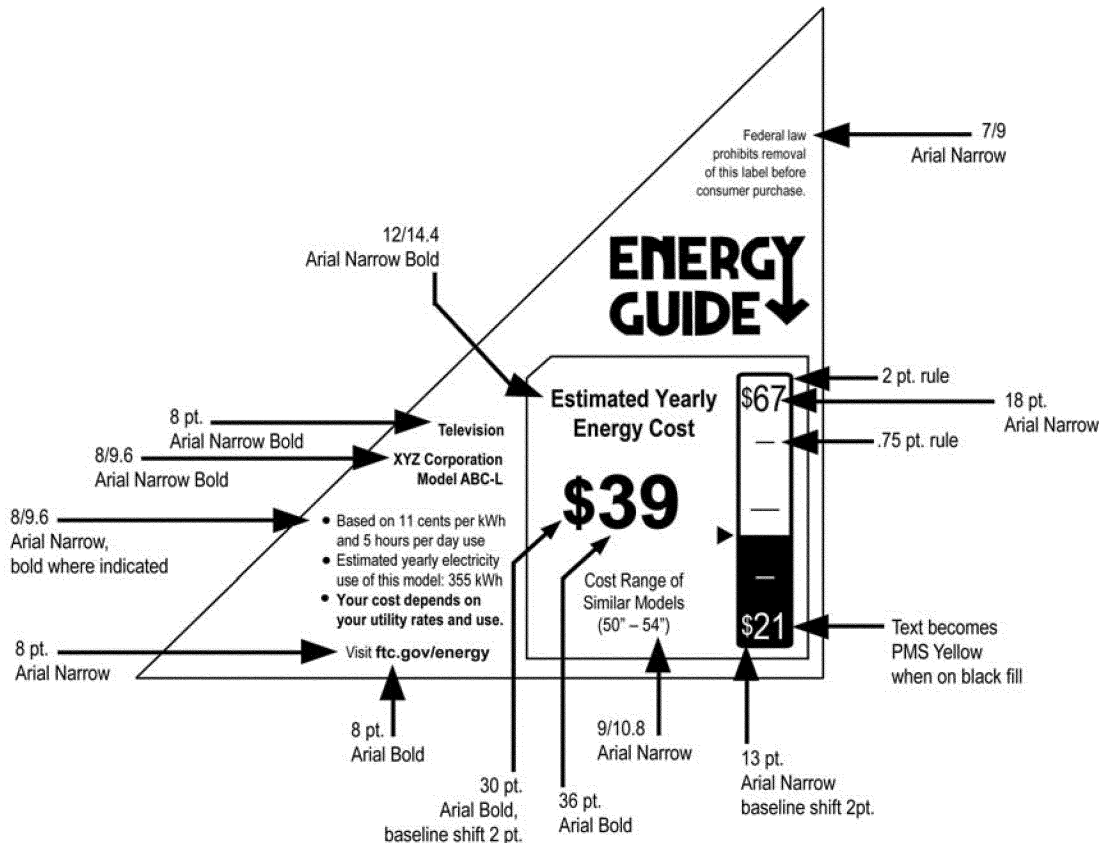 Federal law
prohibits removal
of this label before
consumer purchase.
7/9
Arial Narrow
12/14.4
Arial Narrow Bold
ENERGY
GUIDE
2 pt. rule
$67
18 pt.
Arial Narrow
.75 pt. rule
Estimated Yearly
Energy Cost
8 pt.
Arial Narrow Bold
Television
8/9.6
Arial Narrow Bold
XYZ Corporation
Model ABC-L
$39
8/9.6
Arial Narrow,
bold where indicated
• Based on 11 cents per kWh
and 5 hours per day use
• Estimated yearly electricity
use of this model: 355 kWh
• Your cost depends on
your utility rates and use.
Cost Range of
Similar Models
(50” – 54”)
$21
Text becomes
PMS Yellow
when on black fill
8 pt.
Arial Narrow
Visit ftc.gov/energy
8 pt.
Arial Bold
9/10.8
Arial Narrow
13 pt.
Arial Narrow
baseline shift 2pt.
30 pt.
Arial Bold,
baseline shift 2 pt.
36 pt.
Arial Bold